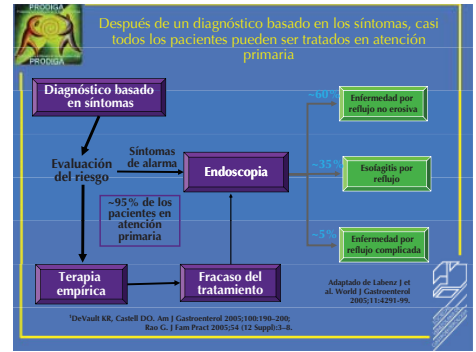 PRODIGA
PRODIGA
Después de un diagnóstico basado en los síntomas, casi
todos los pacientes pueden ser tratados en atención
primaria
Diagnóstico basado
en síntomas
Evaluación
del riesgo
Síntomas
de alarma
Endoscopia
~95% de los
pacientes en
atención
primaria
Terapia
empírica
Fracaso del
tratamiento
~60%
Enfermedad por
reflujo no erosiva
~35%
Esofagitis por
reflujo
~5%
Enfermedad por
reflujo complicada
Adaptado de Labenz J et
al. World J Gastroenterol
2005;11:4291-99.
¹DeVault KR, Castell DO. Am J Gastroenterol 2005;100:190–200;
Rao G. J Fam Pract 2005;54 (12 Suppl):3–8.